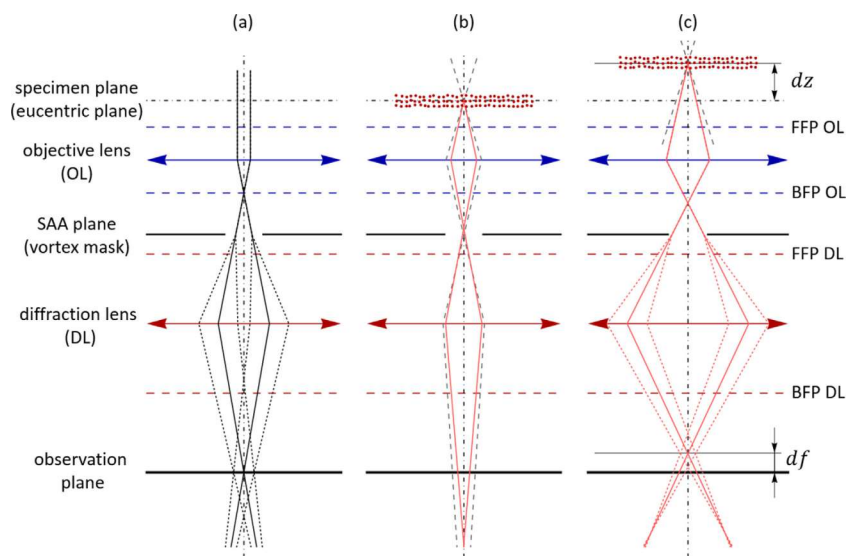 (a)
(b)
(c)
specimen plane
(eucentric plane)
dz
FFP OL
objective lens
(OL)
BFP OL
SAA plane
(vortex mask)
FFP DL
diffraction lens
(DL)
BFP DL
observation
plane
df